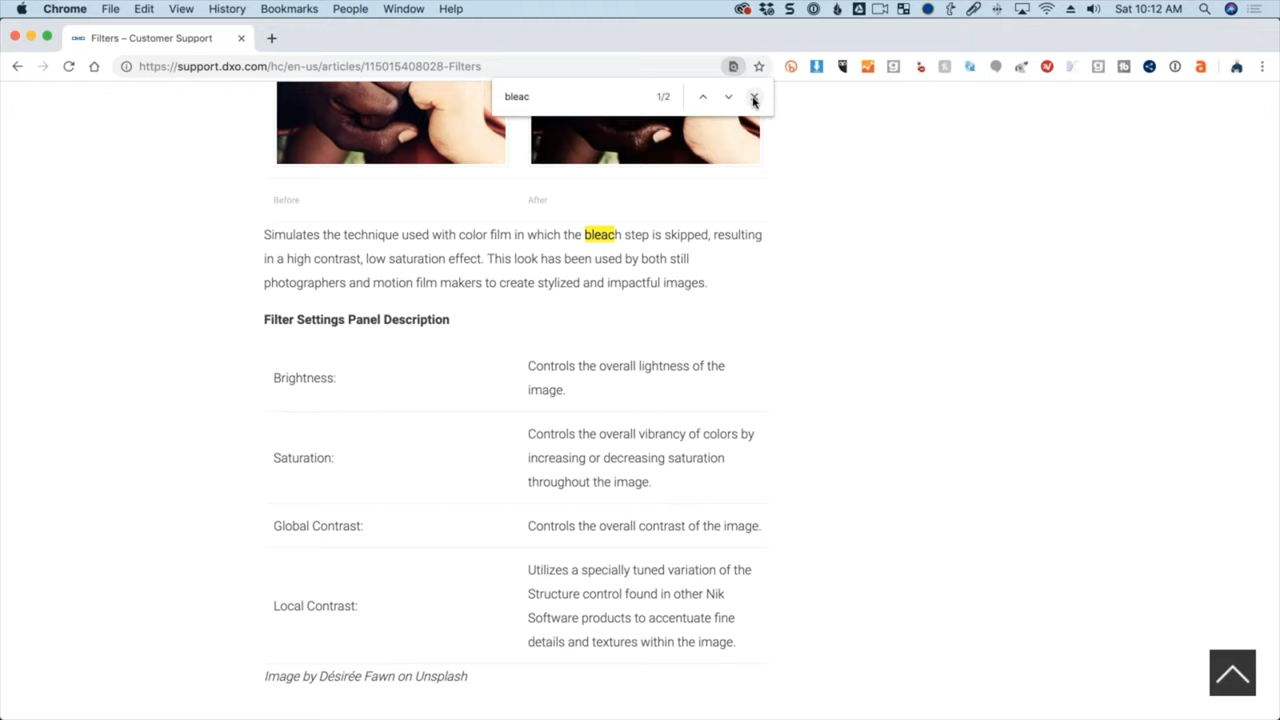 Chrome File Edit View History Bookmarks People Window Help Sat 10:12 AM
Filters – Customer Support
https://support.dxo.com/hc/en-us/articles/115015408028-Filters
bleac 1/2
Before After
Simulates the technique used with color film in which the bleach step is skipped, resulting
in a high contrast, low saturation effect. This look has been used by both still
photographers and motion film makers to create stylized and impactful images.
Filter Settings Panel Description
Brightness:
Controls the overall lightness of the
image.
Saturation:
Controls the overall vibrancy of colors by
increasing or decreasing saturation
throughout the image.
Global Contrast: Controls the overall contrast of the image.
Local Contrast:
Utilizes a specially tuned variation of the
Structure control found in other Nik
Software products to accentuate fine
details and textures within the image.
Image by Désirée Fawn on Unsplash